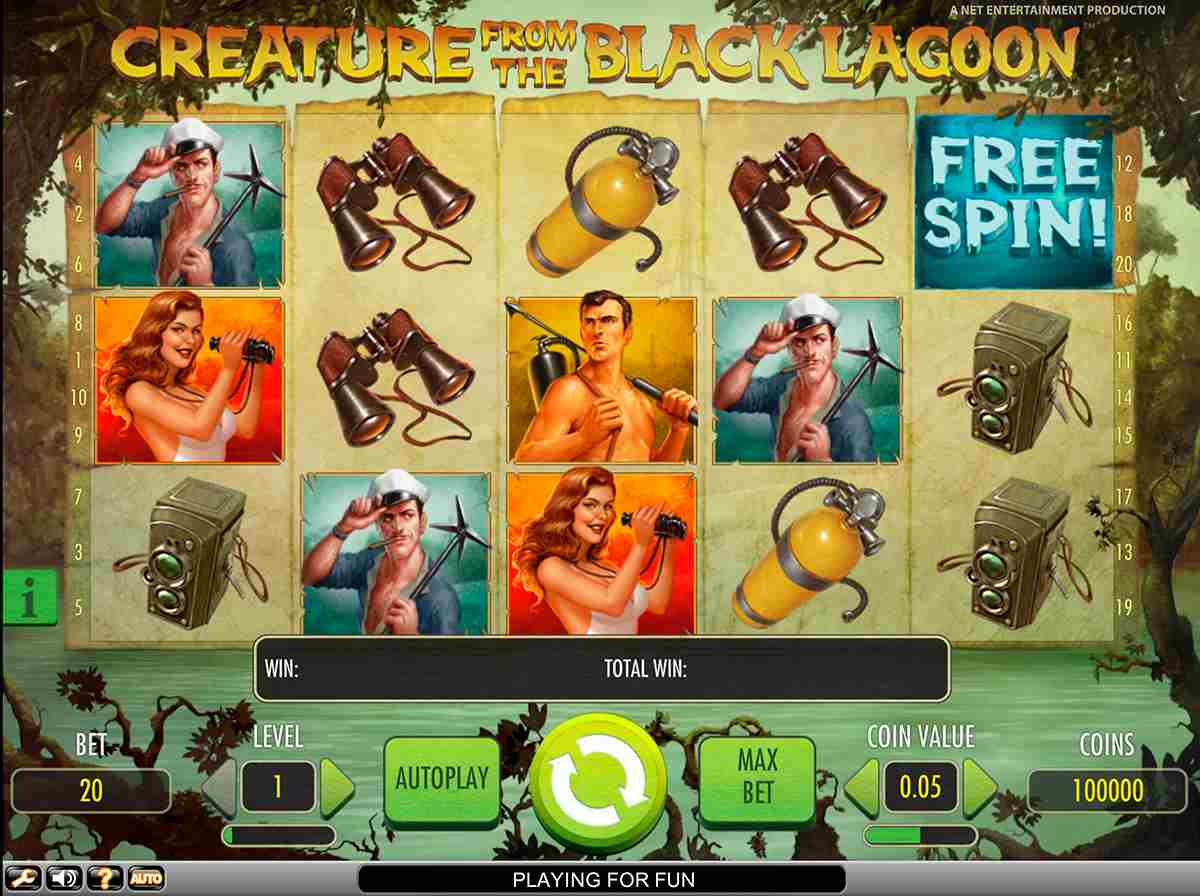 A NET ENTERTAINMENT PRODUCTION
CREATURE FROM THE BLACK LAGOON™
FREE
SPIN!
4
2
6
8
1
10
9
7
3
5
12
18
20
16
11
14
15
17
13
19
i
WIN: TOTAL WIN:
BET LEVEL COIN VALUE COINS
20 1 AUTOPLAY MAX BET 0.05 100000
? AUTO PLAYING FOR FUN